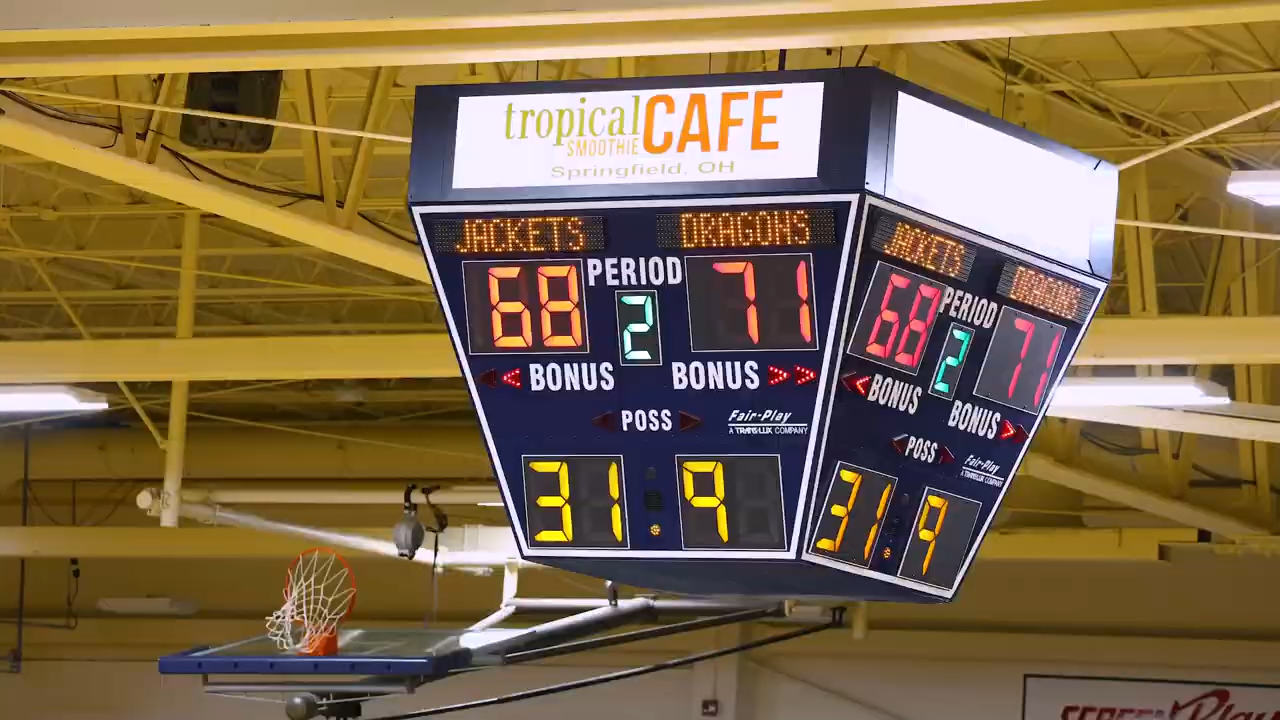 tropical CAFE
SMOOTHIE
Springfield, OH
JACKETS DRAGONS
68 PERIOD 71
2
BONUS BONUS
POSS
Fair-Play
A TRANS-LUX COMPANY
31 9
JACKETS DRAGONS
68 PERIOD 71
2
BONUS BONUS
POSS
Fair-Play
A TRANS-LUX COMPANY
31 9